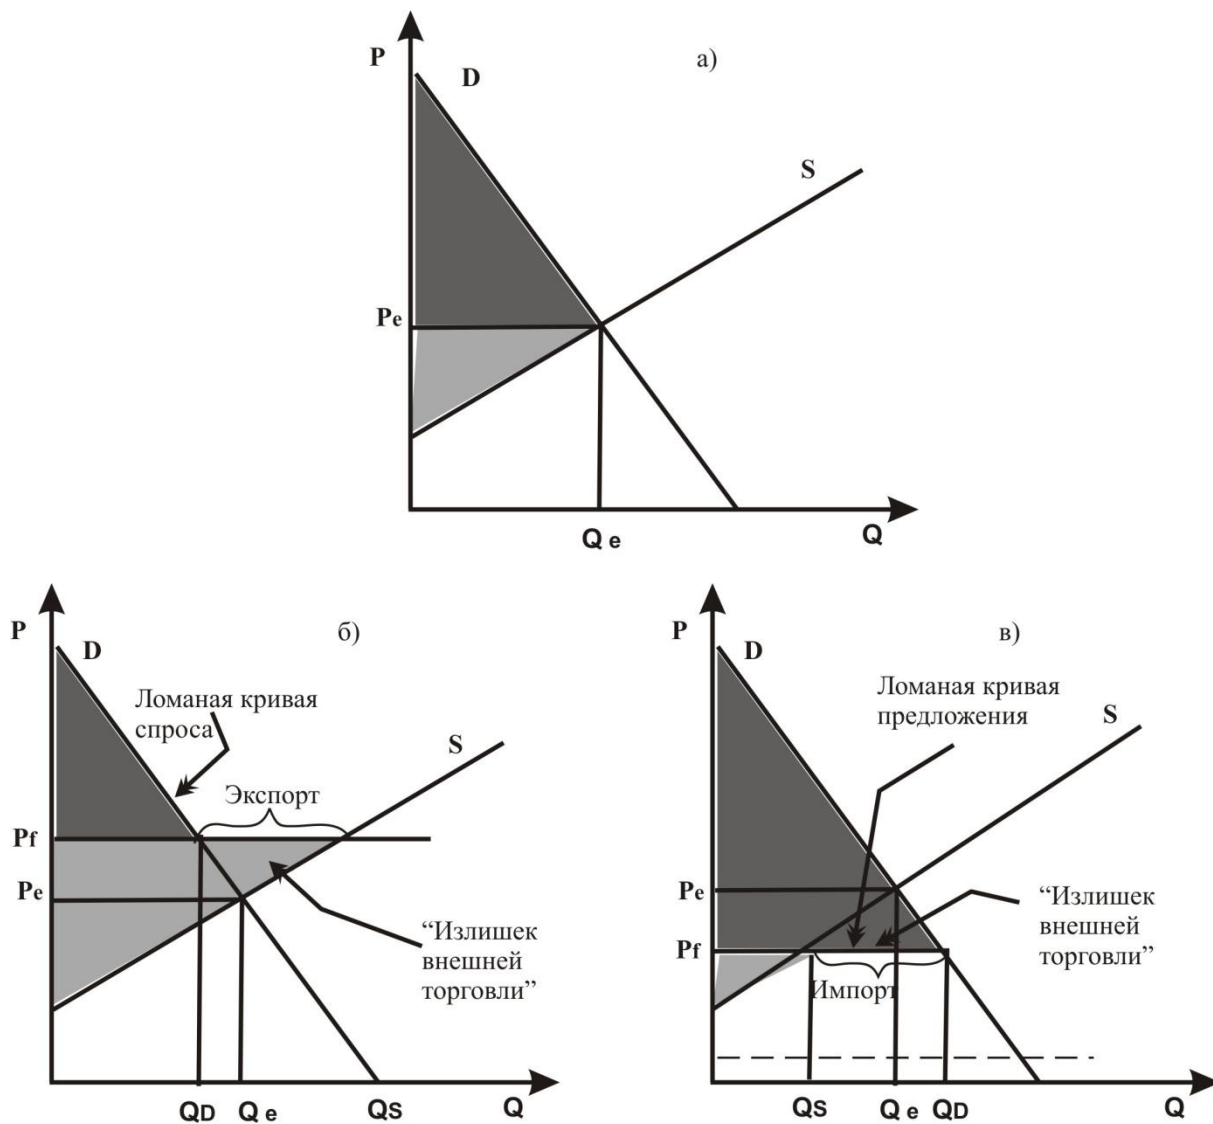 а)
P
D
S
Pe
Q e
Q
б)
P
D
Ломаная кривая
спроса
S
Экспорт
Pf
Pe
“Излишек
внешней
торговли”
QD
Q e
QS
Q
в)
P
D
Ломаная кривая
предложения
S
Pe
“Излишек
внешней
торговли”
Pf
Импорт
QS
Q e
QD
Q